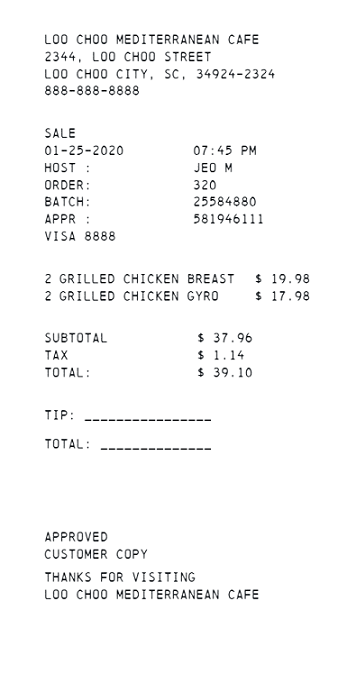 LOO CHOO MEDITERRANEAN CAFE
2344, LOO CHOO STREET
LOO CHOO CITY, SC, 34924-2324
888-888-8888
SALE
01-25-2020 07:45 PM
HOST : JEO M
ORDER: 320
BATCH: 25584880
APPR : 581946111
VISA 8888
2 GRILLED CHICKEN BREAST $ 19.98
2 GRILLED CHICKEN GYRO $ 17.98
SUBTOTAL $ 37.96
TAX $ 1.14
TOTAL: $ 39.10
TIP: ________________
TOTAL: ______________
APPROVED
CUSTOMER COPY
THANKS FOR VISITING
LOO CHOO MEDITERRANEAN CAFE